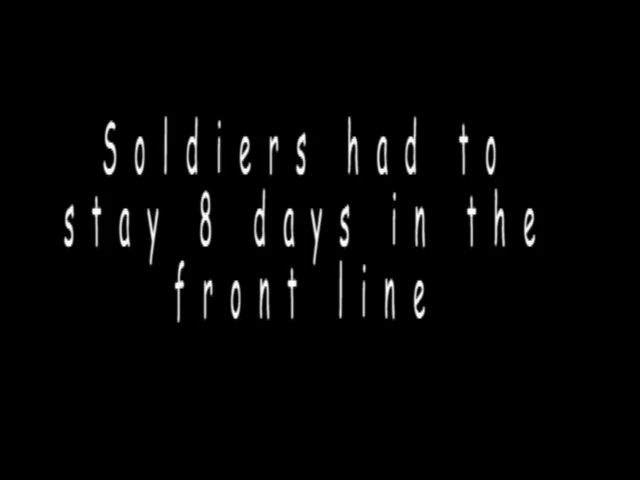 Soldiers had to
stay 8 days in the
front line